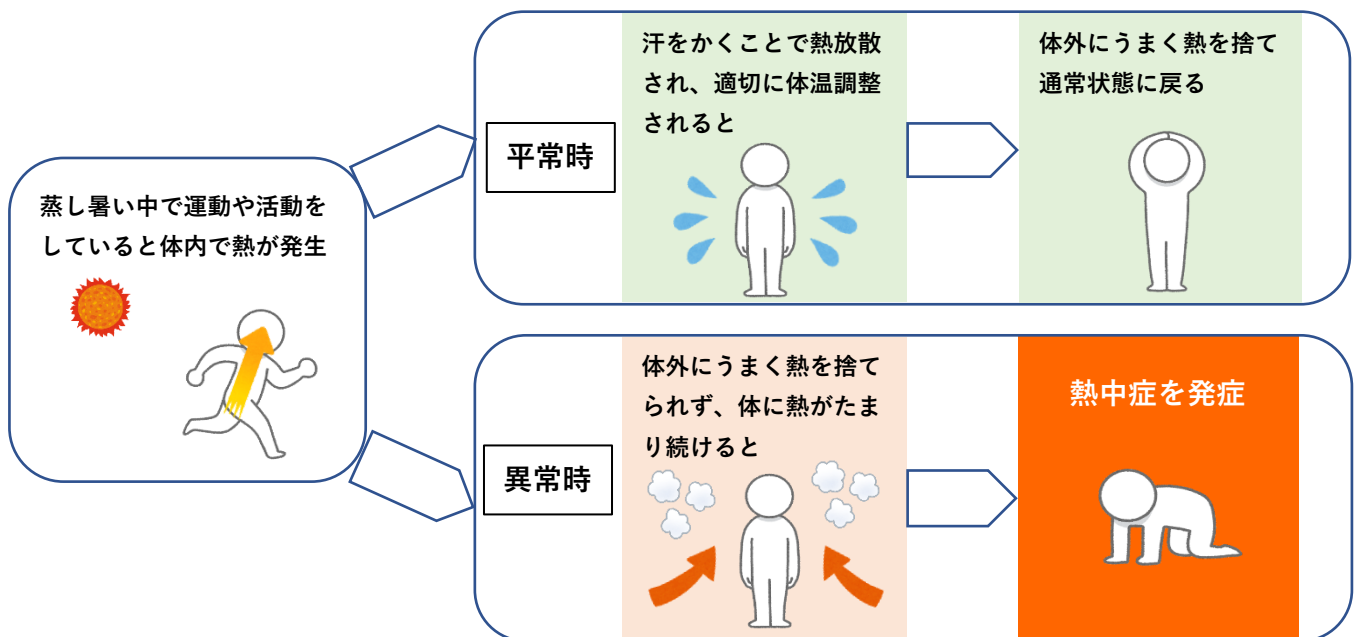 蒸し暑い中で運動や活動を
していると体内で熱が発生
平常時
汗をかくことで熱放散
され、適切に体温調整
されると
体外にうまく熱を捨て
通常状態に戻る
異常時
体外にうまく熱を捨て
られず、体に熱がたま
り続けると
熱中症を発症